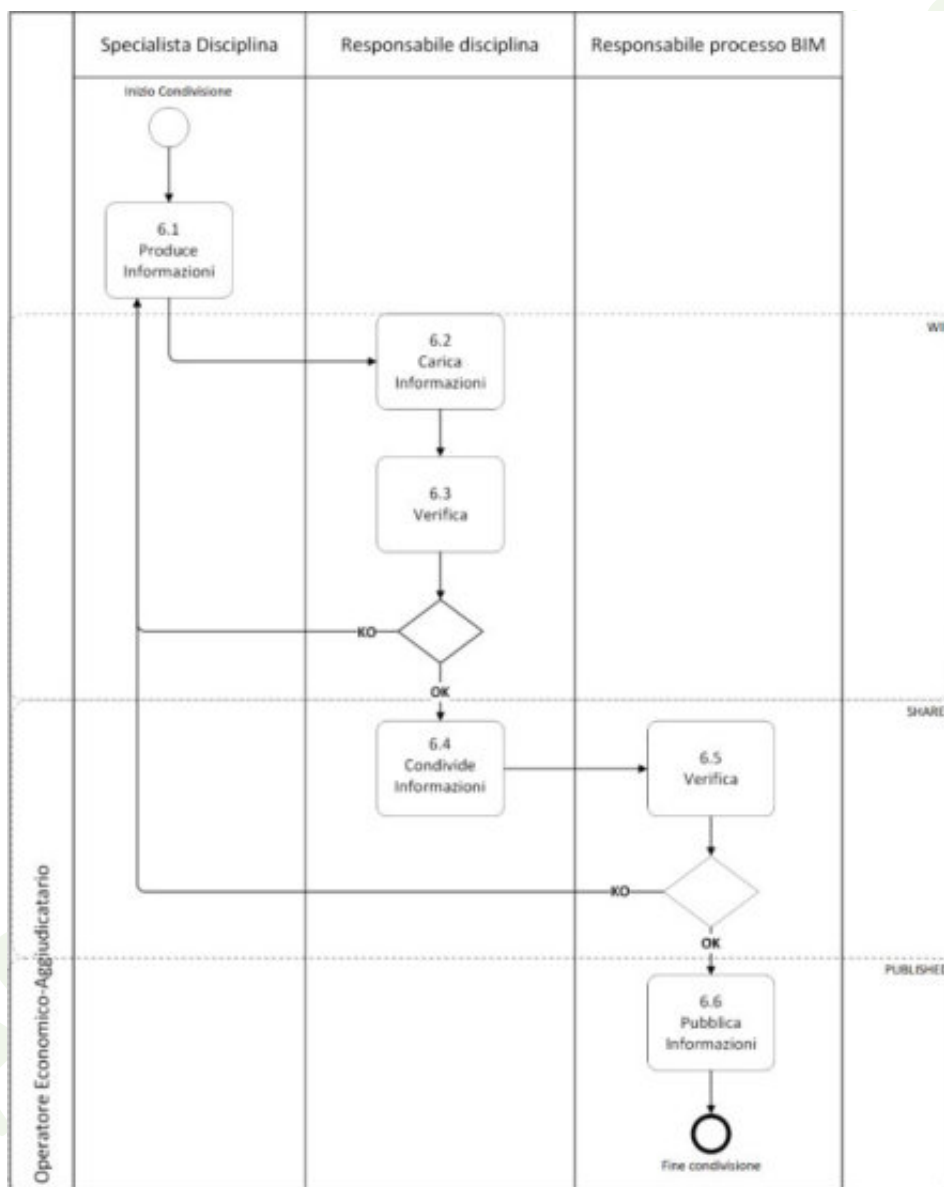 Specialista Disciplina
Responsabile disciplina
Responsabile processo BIM
Inizio Condivisione
6.1
Produce
Informazioni
WI
6.2
Carica
Informazioni
6.3
Verifica
KO
OK
SHARE
6.4
Condivide
Informazioni
6.5
Verifica
KO
OK
PUBLISHED
6.6
Pubblica
Informazioni
Fine condivisione
Operatore Economico-Aggiudicatario